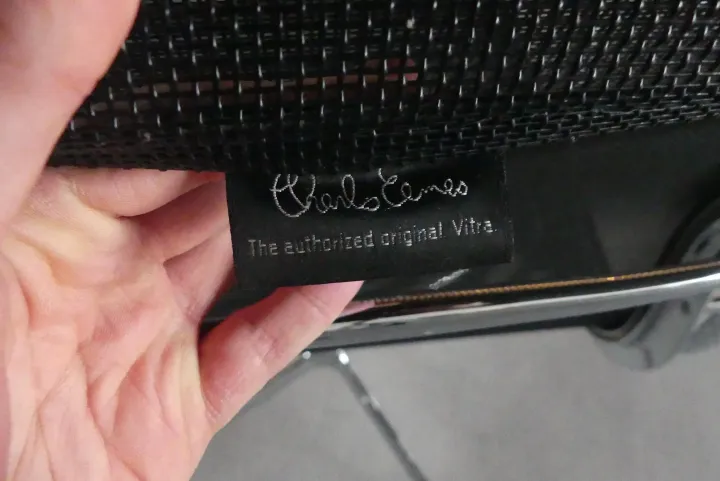 Charles Eames
The authorized original Vitra.